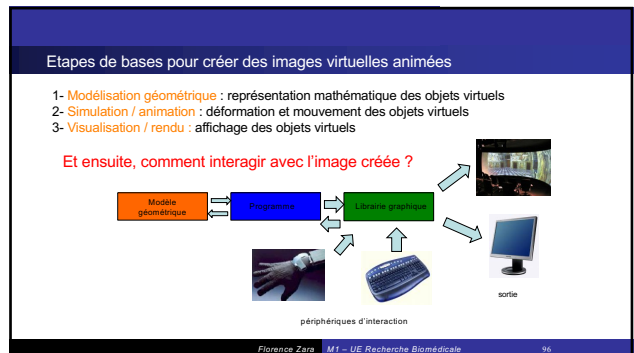 Etapes de bases pour créer des images virtuelles animées
1- Modélisation géométrique : représentation mathématique des objets virtuels
2- Simulation / animation : déformation et mouvement des objets virtuels
3- Visualisation / rendu : affichage des objets virtuels
Et ensuite, comment interagir avec l'image créée ?
Modèle
géométrique
Programme
Librairie graphique
sortie
périphériques d'interaction
Florence Zara M1 – UE Recherche Biomédicale 96